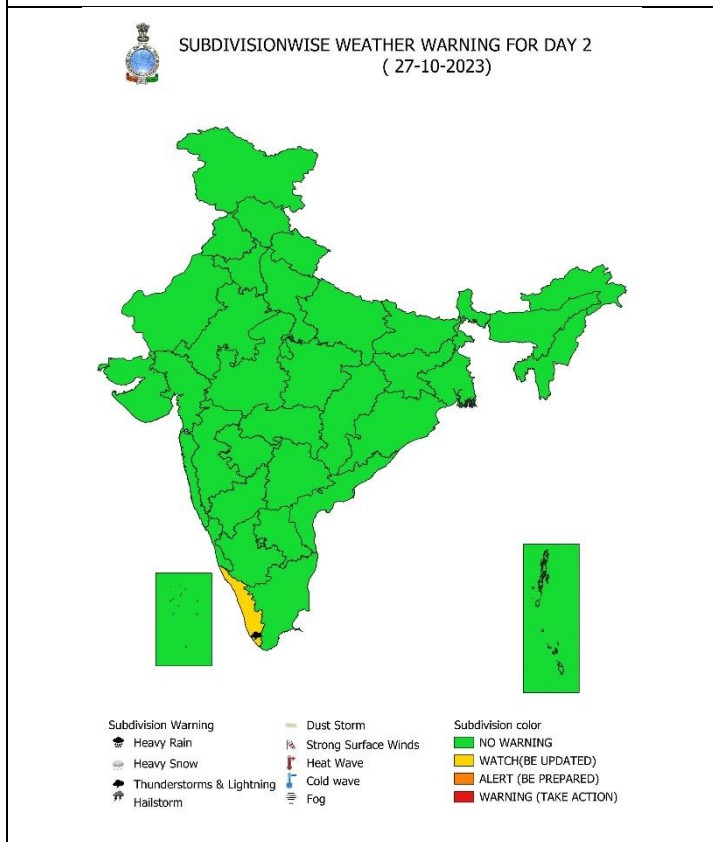 SUBDIVISIONWISE WEATHER WARNING FOR DAY 2
( 27-10-2023)
Subdivision Warning
Heavy Rain
Heavy Snow
Thunderstorms & Lightning
Hailstorm
Dust Storm
Strong Surface Winds
Heat Wave
Cold wave
Fog
Subdivision color
NO WARNING
WATCH(BE UPDATED)
ALERT (BE PREPARED)
WARNING (TAKE ACTION)